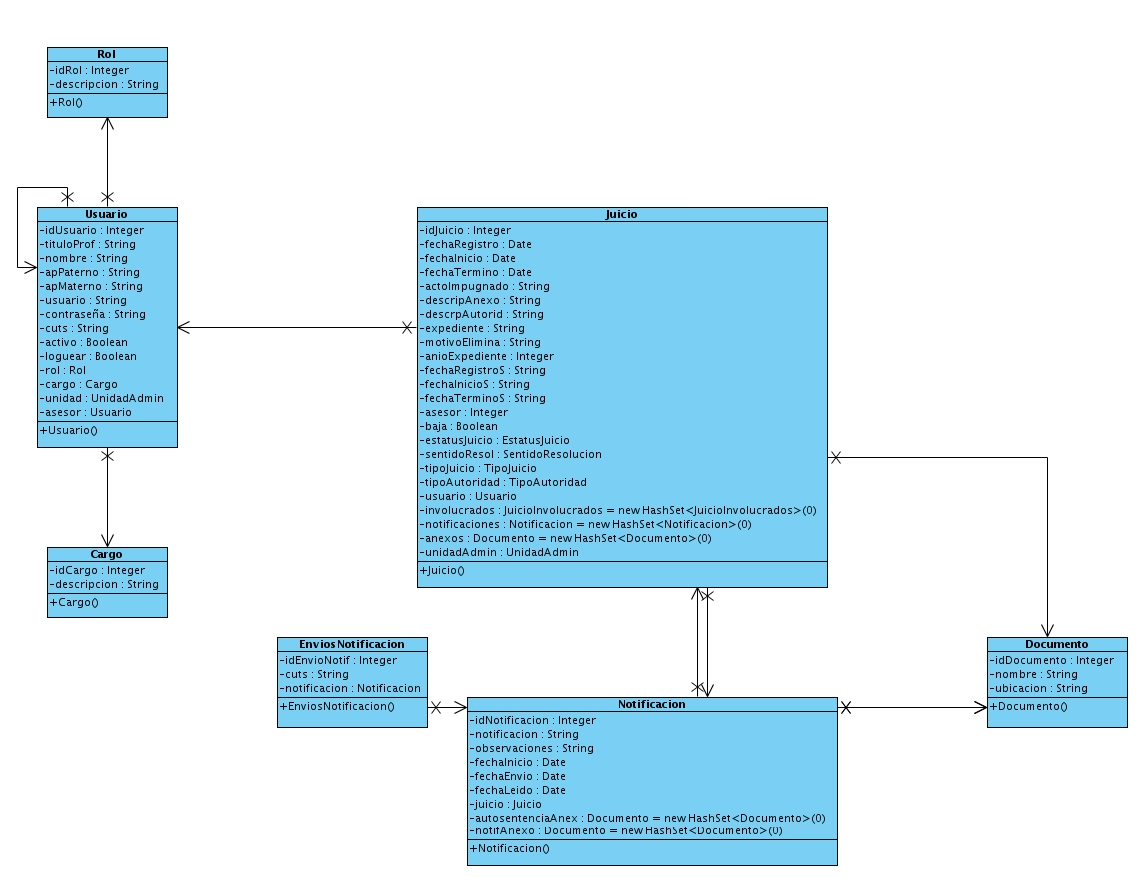 Rol
-idRol : Integer
-descripcion : String
+Rol()
Usuario
-idUsuario : Integer
-tituloProf : String
-nombre : String
-apPaterno : String
-apMaterno : String
-usuario : String
-contraseña : String
-cuts : String
-activo : Boolean
-loguear : Boolean
-rol : Rol
-cargo : Cargo
-unidad : UnidadAdmin
-asesor : Usuario
+Usuario()
Juicio
-idJuicio : Integer
-fechaRegistro : Date
-fechaInicio : Date
-fechaTermino : Date
-actoImpugnado : String
-descripAnexo : String
-descrpAutorid : String
-expediente : String
-motivoElimina : String
-anioExpediente : Integer
-fechaRegistroS : String
-fechaInicioS : String
-fechaTerminoS : String
-asesor : Integer
-baja : Boolean
-estatusJuicio : EstatusJuicio
-sentidoResol : SentidoResolucion
-tipoJuicio : TipoJuicio
-tipoAutoridad : TipoAutoridad
-usuario : Usuario
-involucrados : JuicioInvolucrados = new HashSet<JuicioInvolucrados>(0)
-notificaciones : Notificacion = new HashSet<Notificacion>(0)
-anexos : Documento = new HashSet<Documento>(0)
-unidadAdmin : UnidadAdmin
+Juicio()
Cargo
-idCargo : Integer
-descripcion : String
+Cargo()
EnviosNotificacion
-idEnvioNotif : Integer
-cuts : String
-notificacion : Notificacion
+EnviosNotificacion()
Documento
-idDocumento : Integer
-nombre : String
-ubicacion : String
+Documento()
Notificacion
-idNotificacion : Integer
-notificacion : String
-observaciones : String
-fechaInicio : Date
-fechaEnvio : Date
-fechaLeido : Date
-juicio : Juicio
-autosentenciaAnex : Documento = new HashSet<Documento>(0)
-notifAnexo : Documento = new HashSet<Documento>(0)
+Notificacion()